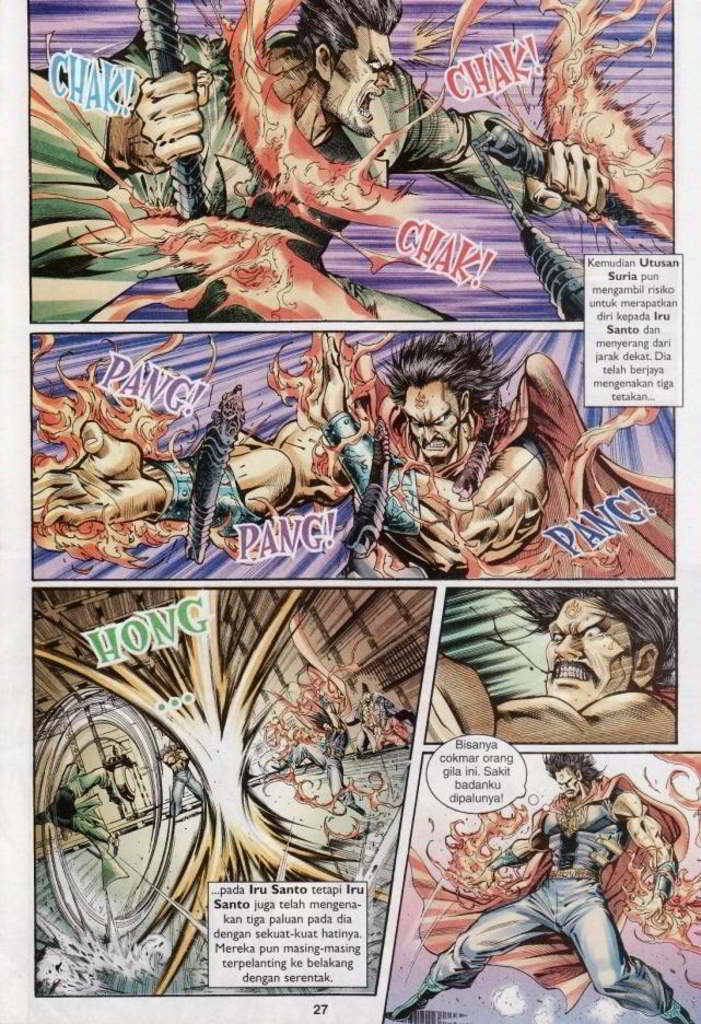 CHAK!
CHAK!
CHAK!
Kemudian Utusan
Suria pun
mengambil risiko
untuk merapatkan
diri kepada Iru
Santo dan
menyerang dari
jarak dekat. Dia
telah berjaya
mengenakan tiga
tetakan...
PANG!
PANG!
PANG!
HONG
...
...pada Iru Santo tetapi Iru
Santo juga telah mengena-
kan tiga paluan pada dia
dengan sekuat-kuat hatinya.
Mereka pun masing-masing
terpelanting ke belakang
dengan serentak.
Bisanya
cokmar orang
gila ini. Sakit
badanku
dipalunya!
27